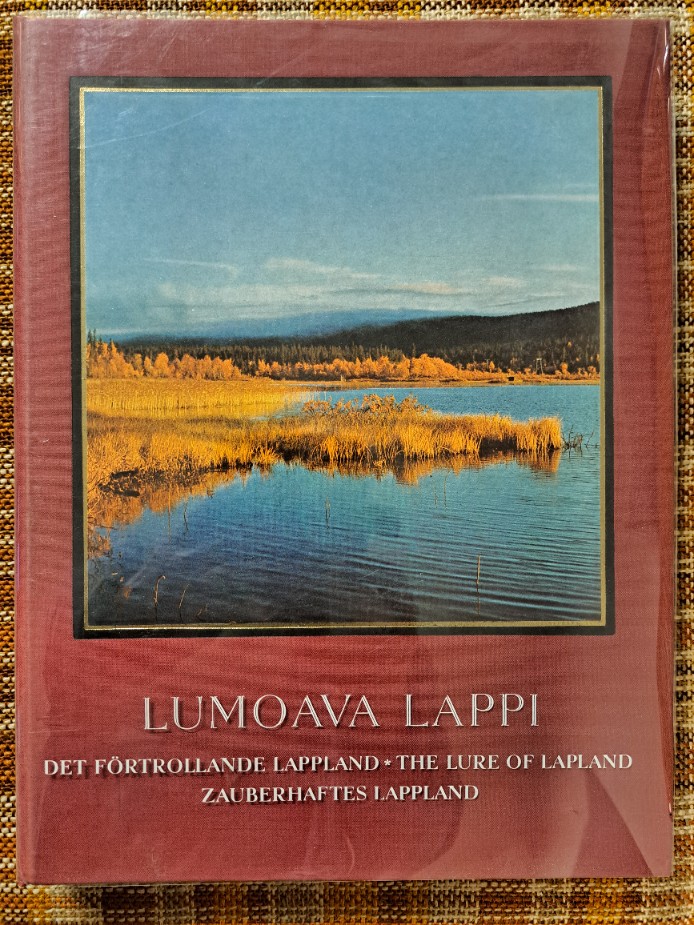 LUMOAVA LAPPI
DET FÖRTROLLANDE LAPPLAND * THE LURE OF LAPLAND
ZAUBERHAFTES LAPPLAND